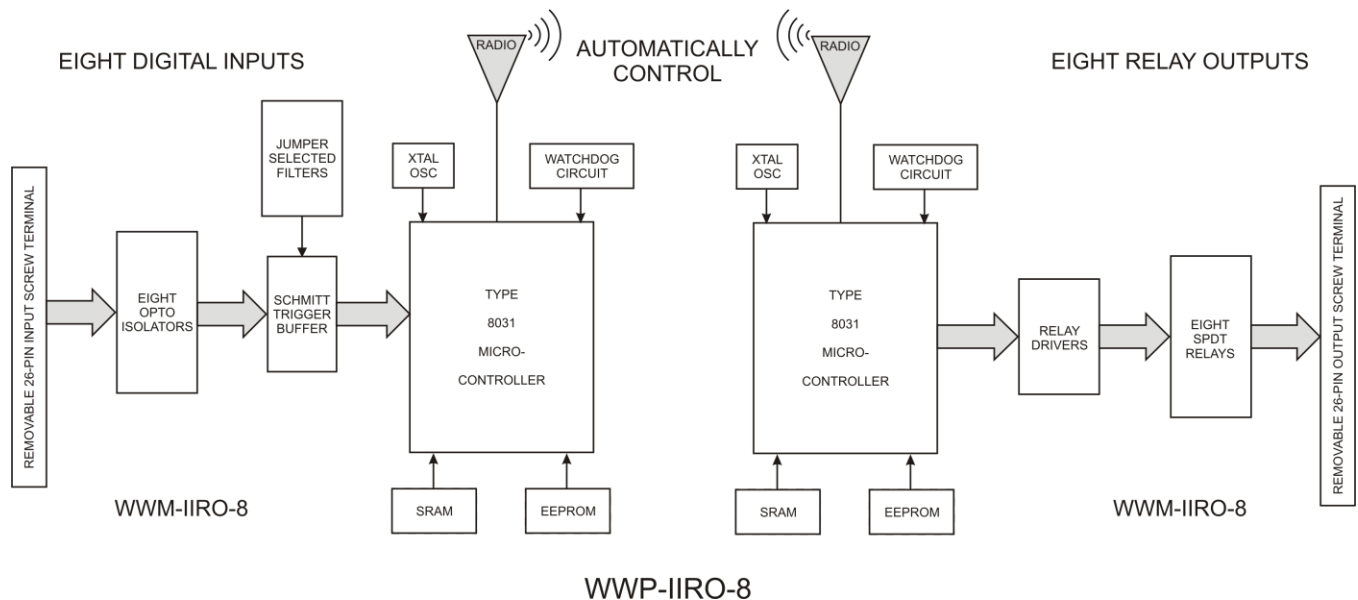 EIGHT DIGITAL INPUTS
RADIO
AUTOMATICALLY
CONTROL
RADIO
EIGHT RELAY OUTPUTS
REMOVABLE 26-PIN INPUT SCREW TERMINAL
EIGHT
OPTO
ISOLATORS
JUMPER
SELECTED
FILTERS
SCHMITT
TRIGGER
BUFFER
XTAL
OSC
WATCHDOG
CIRCUIT
TYPE
8031
MICRO-
CONTROLLER
SRAM
EEPROM
WWM-IIRO-8
XTAL
OSC
WATCHDOG
CIRCUIT
TYPE
8031
MICRO-
CONTROLLER
SRAM
EEPROM
RELAY
DRIVERS
EIGHT
SPDT
RELAYS
REMOVABLE 26-PIN OUTPUT SCREW TERMINAL
WWM-IIRO-8
WWP-IIRO-8